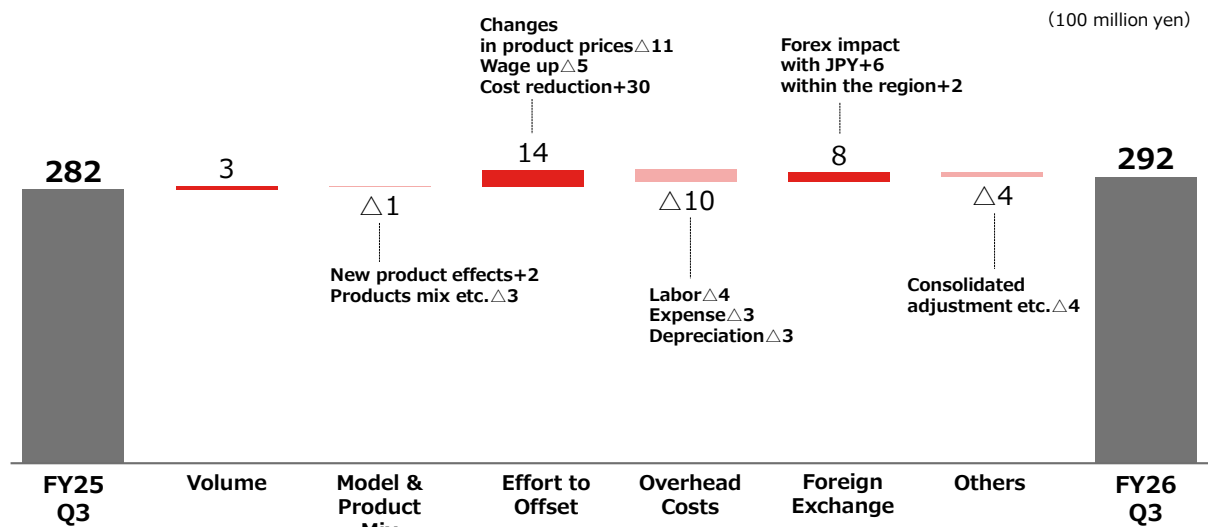 (100 million yen)
Changes
in product prices△11
Wage up△5
Cost reduction+30
Forex impact
with JPY+6
within the region+2
282
3
△1
14
△10
8
△4
292
New product effects+2
Products mix etc.△3
Labor△4
Expense△3
Depreciation△3
Consolidated
adjustment etc.△4
FY25
Q3
Volume
Model &
Product
Effort to
Offset
Overhead
Costs
Foreign
Exchange
Others
FY26
Q3